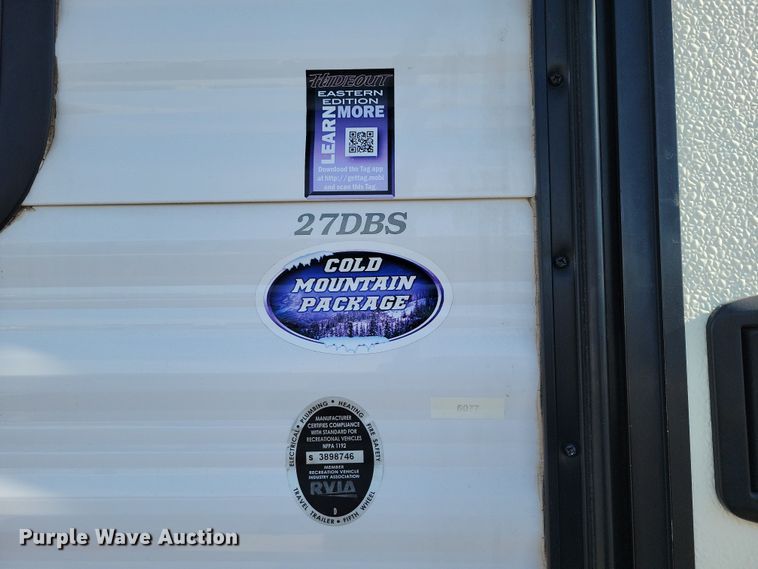 HIDEOUT
EASTERN
EDITION
LEARN
MORE
Download the Tag app
at http://gettag.mobi
and scan this Tag
27DBS
COLD
MOUNTAIN
PACKAGE
6077
ELECTRICAL • PLUMBING • HEATING • FIRE SAFETY
MANUFACTURER
CERTIFIES COMPLIANCE
WITH STANDARD FOR
RECREATIONAL VEHICLES
NFPA 1192
S 3898746
MEMBER
RECREATION VEHICLE
INDUSTRY ASSOCIATION
RVIA
D
TRAVEL TRAILER • FIFTH WHEEL
Purple Wave Auction